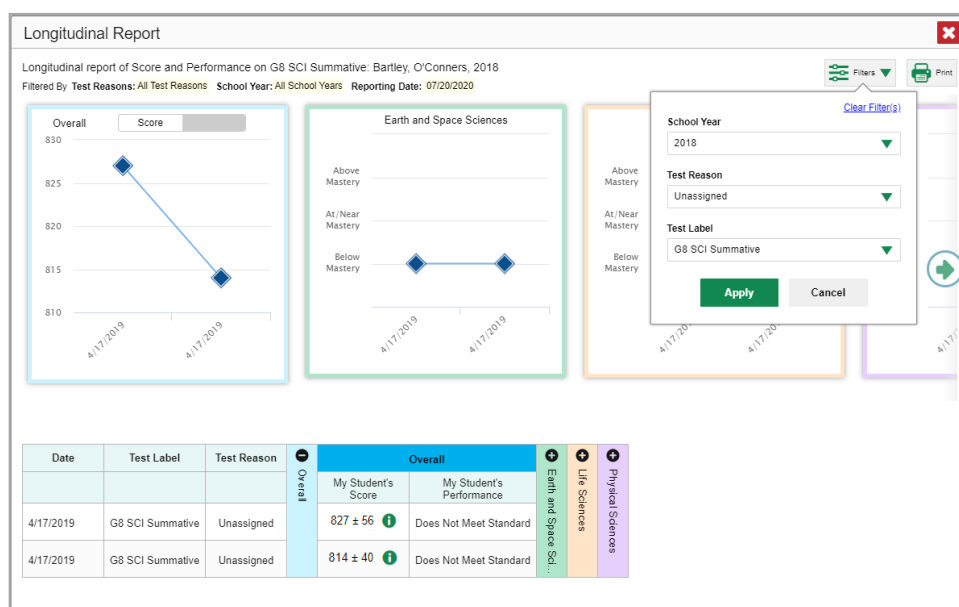 Longitudinal Report
Longitudinal report of Score and Performance on G8 SCI Summative: Bartley, O'Conners, 2018
Filtered By Test Reasons: All Test Reasons School Year: All School Years Reporting Date: 07/20/2020
Filters
Print
Clear Filter(s)
School Year
2018
Test Reason
Unassigned
Test Label
G8 SCI Summative
Apply Cancel
Overall Score
830
825
820
815
810
4/17/2019 4/17/2019
Earth and Space Sciences
Above
Mastery
At/Near
Mastery
Below
Mastery
4/17/2019 4/17/2019
Above
Mastery
At/Near
Mastery
Below
Mastery
Date Test Label Test Reason Overall Overall Earth and Space Sci... Life Sciences Physical Sciences
My Student's
Score
My Student's
Performance
4/17/2019 G8 SCI Summative Unassigned 827 ± 56 Does Not Meet Standard
4/17/2019 G8 SCI Summative Unassigned 814 ± 40 Does Not Meet Standard